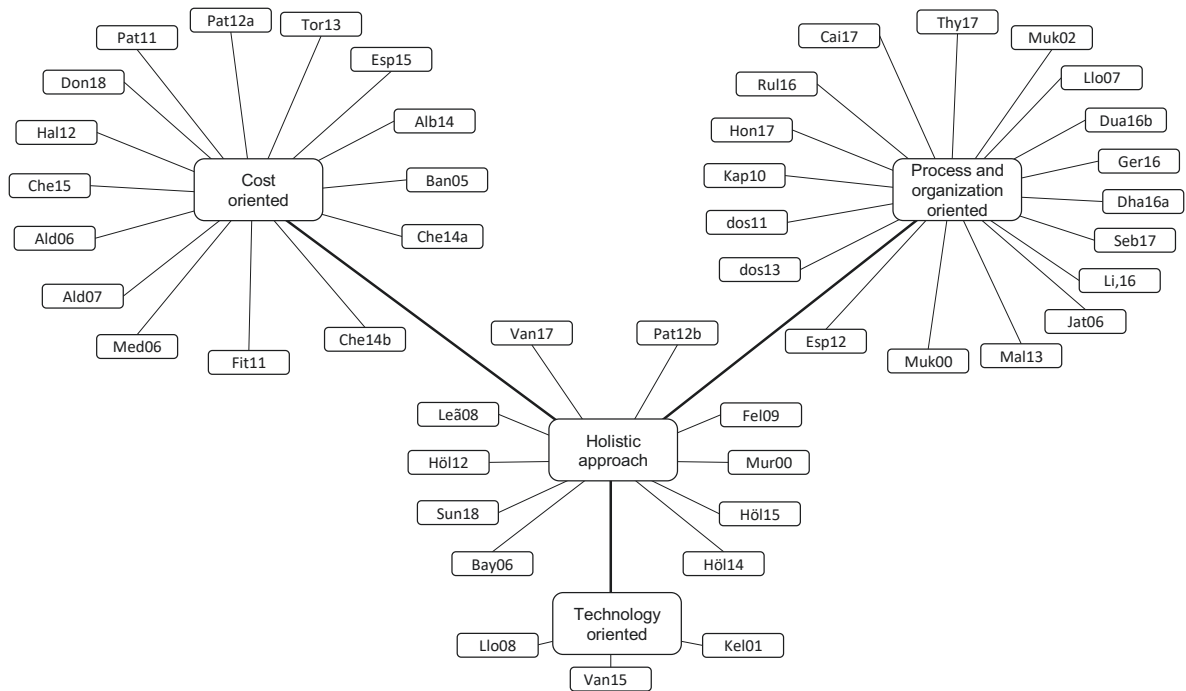 Pat12a
Tor13
Pat11
Esp15
Don18
Alb14
Hal12
Cost
oriented
Ban05
Che15
Che14a
Ald06
Ald07
Med06
Fit11
Che14b
Thy17
Cai17
Muk02
Rul16
Llo07
Hon17
Dua16b
Kap10
Process and
organization
oriented
Ger16
dos11
Dha16a
dos13
Seb17
Li,16
Esp12
Jat06
Muk00
Mal13
Van17
Pat12b
Leã08
Fel09
Höl12
Holistic
approach
Mur00
Sun18
Höl15
Bay06
Höl14
Technology
oriented
Llo08
Kel01
Van15